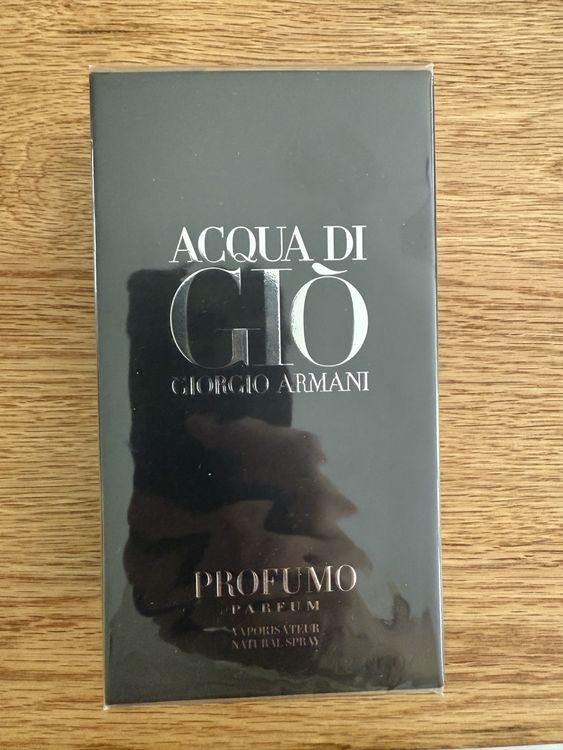 ACQUA DI
GIÒ
GIORGIO ARMANI
PROFUMO
PARFUM
VAPORISATEUR
NATURAL SPRAY